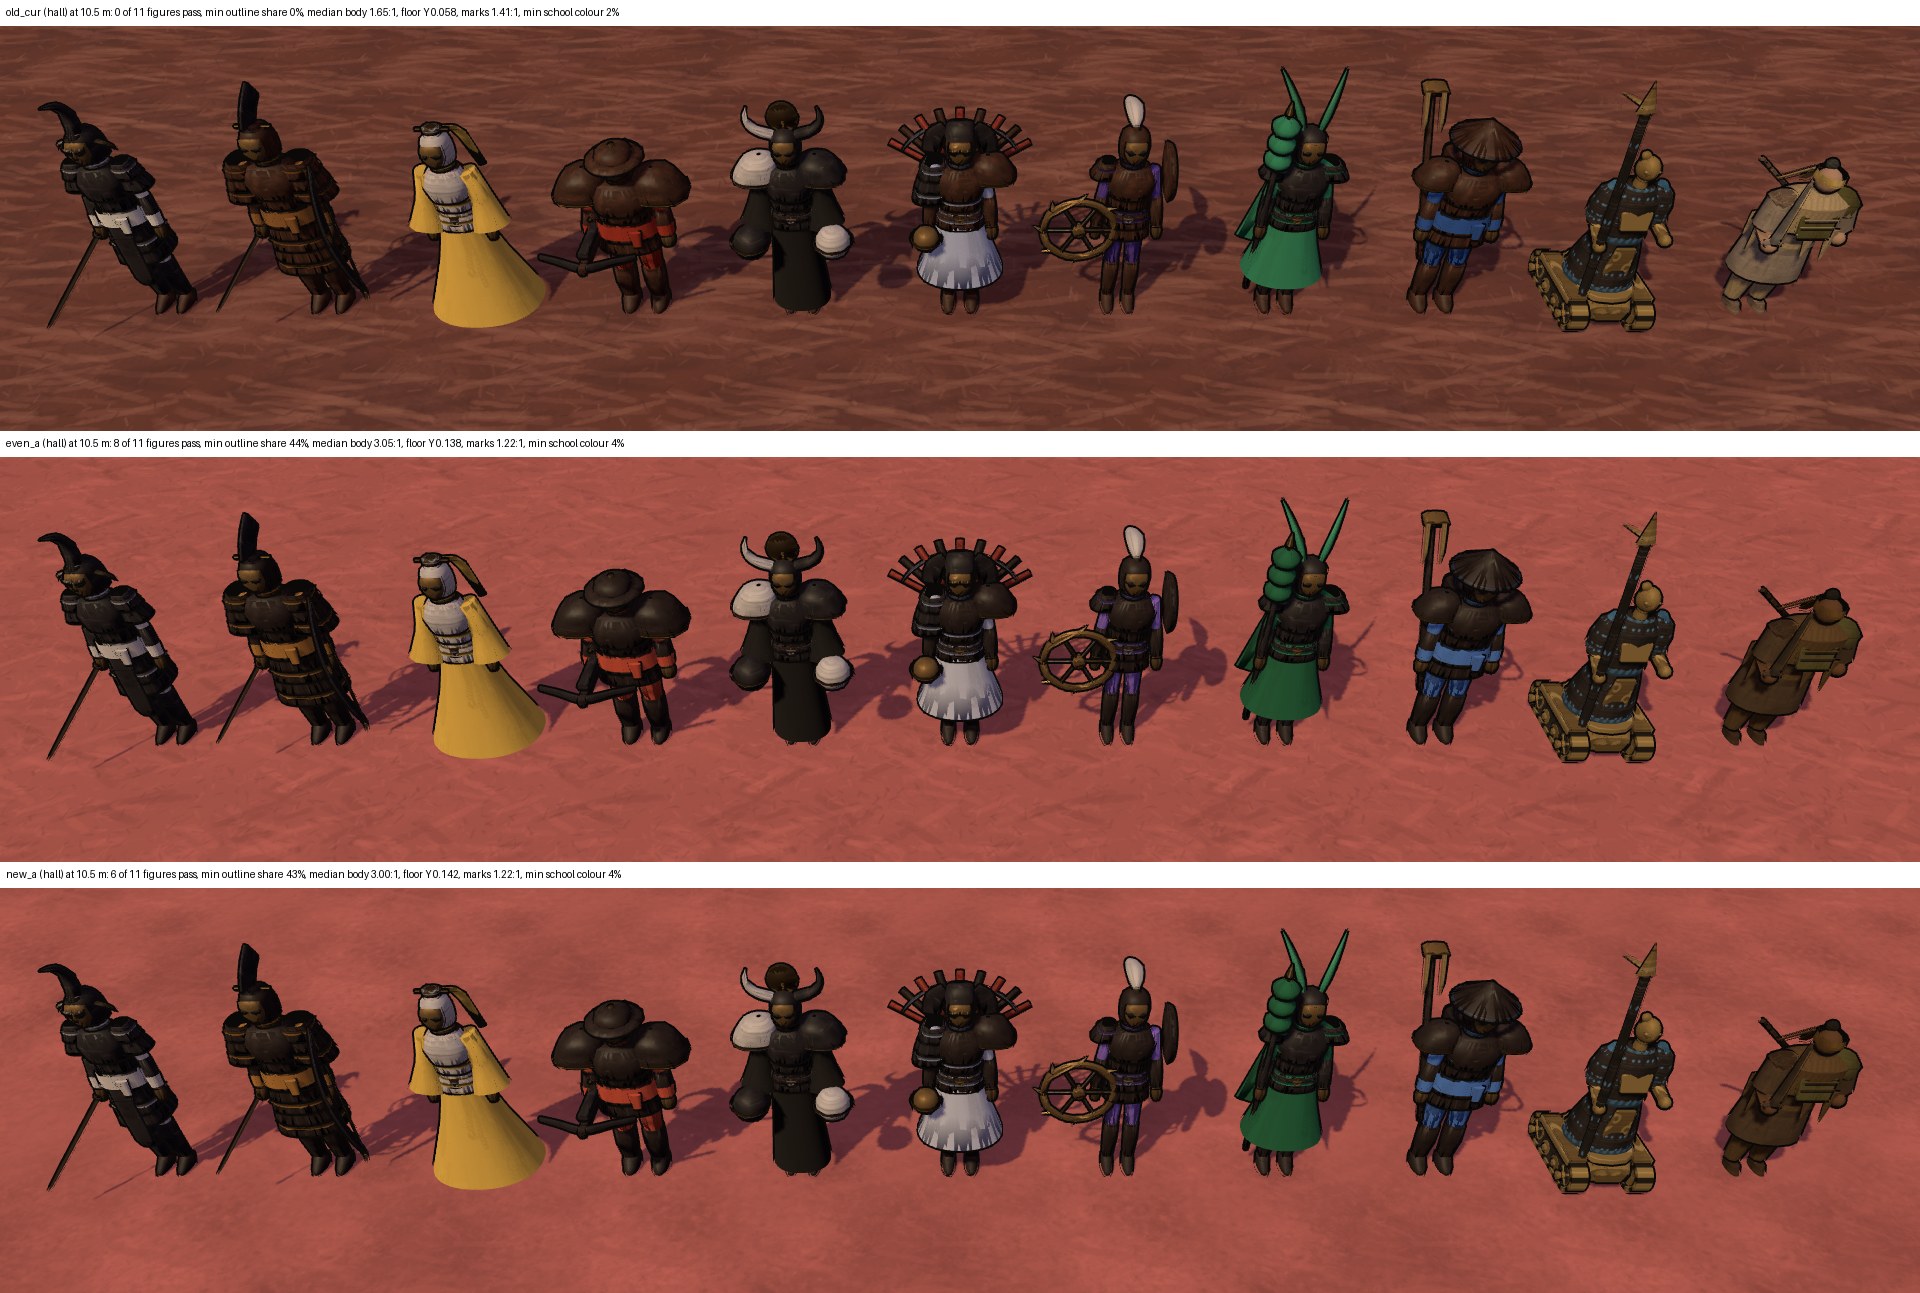 old_cur (hall) at 10.5 m: 0 of 11 figures pass, min outline share 0%, median body 1.65:1, floor Y 0.058, marks 1.41:1, min school colour 2%
even_a (hall) at 10.5 m: 8 of 11 figures pass, min outline share 44%, median body 3.05:1, floor Y 0.138, marks 1.22:1, min school colour 4%
new_a (hall) at 10.5 m: 6 of 11 figures pass, min outline share 43%, median body 3.00:1, floor Y 0.142, marks 1.22:1, min school colour 4%